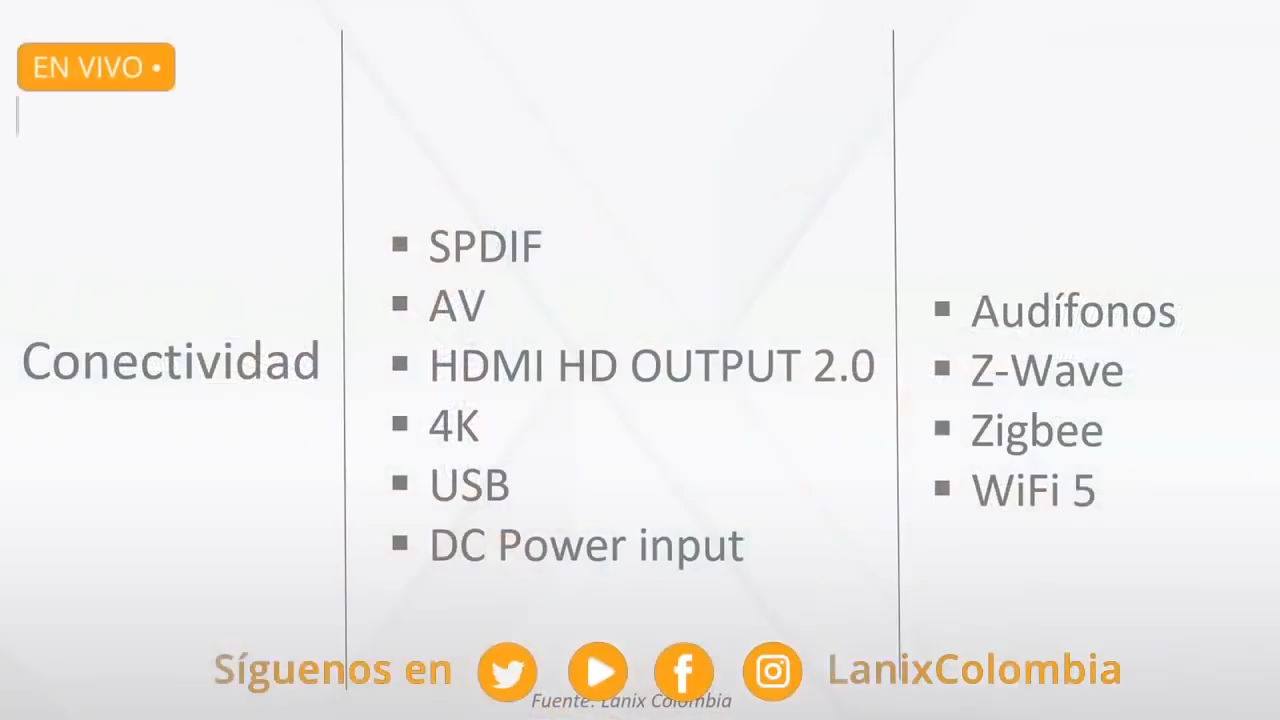 EN VIVO •
Conectividad
SPDIF
AV
HDMI HD OUTPUT 2.0
4K
USB
DC Power input
Audífonos
Z-Wave
Zigbee
WiFi 5
Síguenos en LanixColombia
Fuente: Lanix Colombia